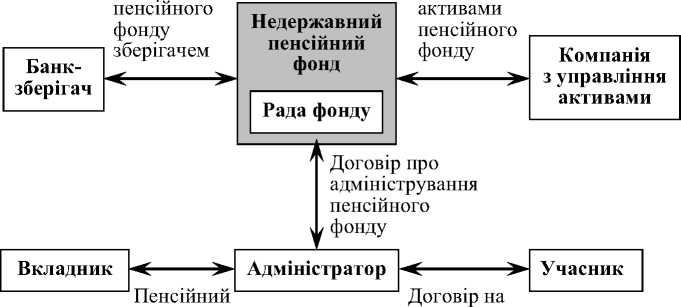 пенсійного
фонду
зберігачем
Недержавний
пенсійний
фонд
Рада фонду
активами
пенсійного
фонду
Банк-
зберігач
Компанія
з управління
активами
Договір про
адміністрування
пенсійного
фонду
Вкладник
Адміністратор
Учасник
Пенсійний
Договір на